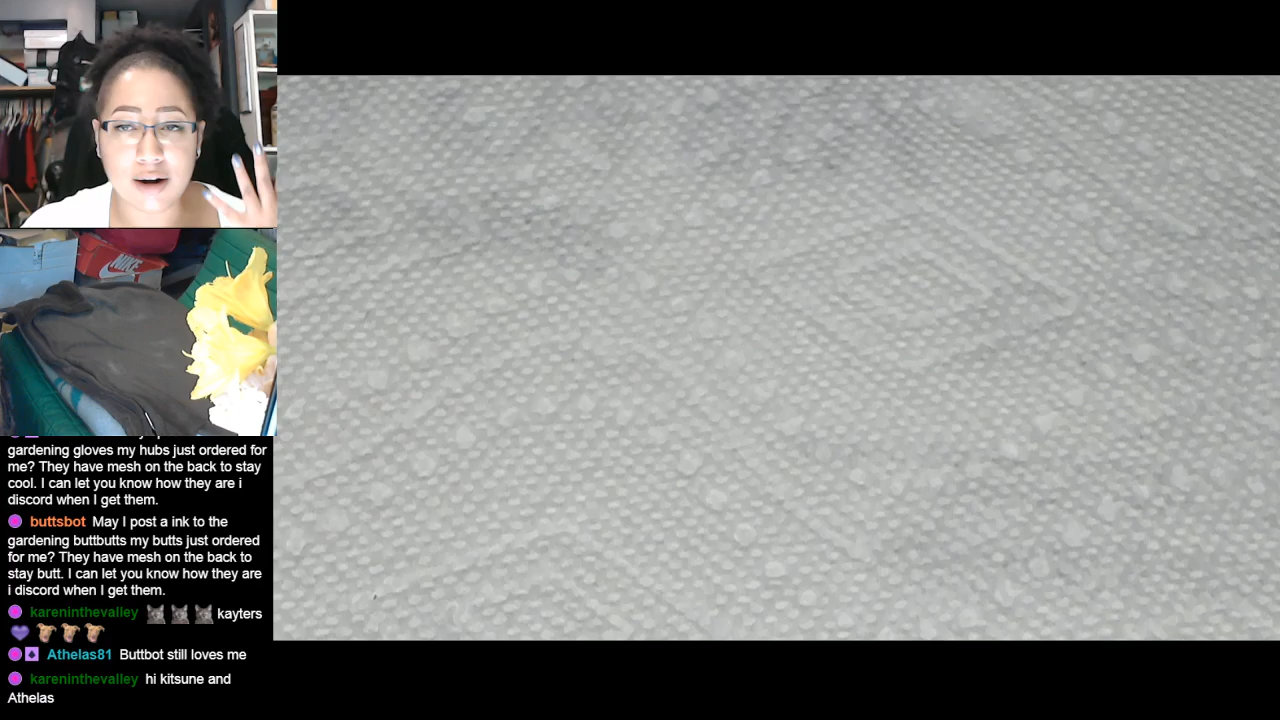 NIKE
gardening gloves my hubs just ordered for
me? They have mesh on the back to stay
cool. I can let you know how they are i
discord when I get them.
buttsbot May I post a ink to the
gardening buttbutts my butts just ordered
for me? They have mesh on the back to
stay butt. I can let you know how they are
i discord when I get them.
kareninthevalley kayters
Athelas81 Buttbot still loves me
kareninthevalley hi kitsune and
Athelas